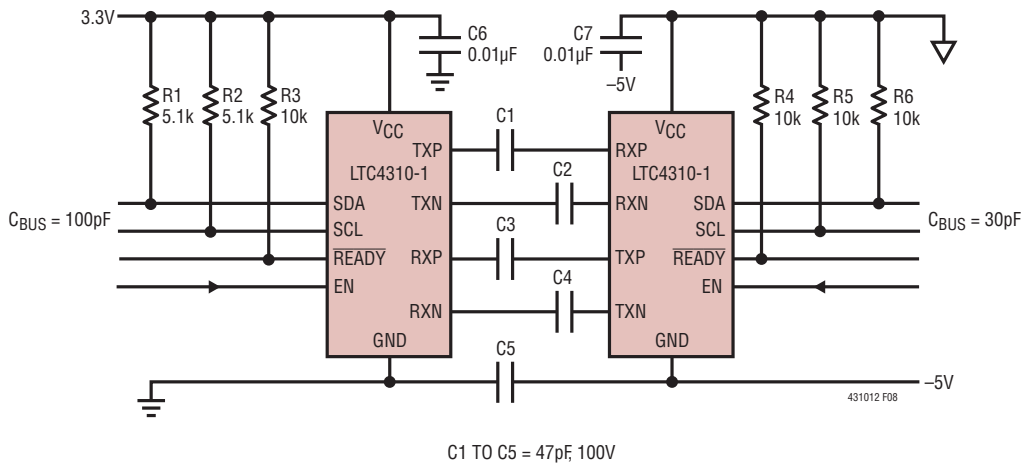 3.3V
C6
0.01µF
C7
0.01µF
–5V
R1
5.1k
R2
5.1k
R3
10k
R4
10k
R5
10k
R6
10k
C1
C2
C3
C4
C5
VCC
LTC4310-1
TXP
TXN
RXP
RXN
SDA
SCL
READY
EN
GND
VCC
LTC4310-1
RXP
RXN
TXP
TXN
SDA
SCL
READY
EN
GND
CBUS = 100pF
CBUS = 30pF
–5V
431012 F08
C1 TO C5 = 47pF, 100V